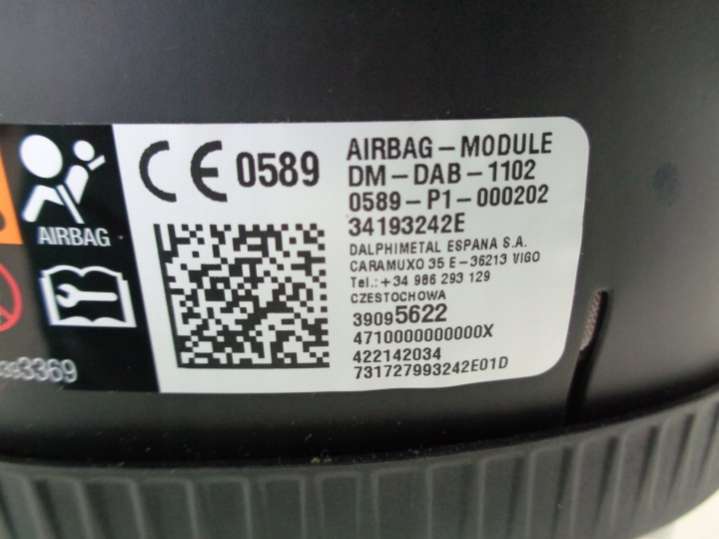 CE 0589
AIRBAG-MODULE
DM-DAB-1102
0589-P1-000202
34193242E
DALPHIMETAL ESPANA S.A.
CARAMUXO 35 E-36213 VIGO
Tel.: +34 986 293 129
CZESTOCHOWA
39095622
4710000000000X
422142034
731727993242E01D
AIRBAG
3369